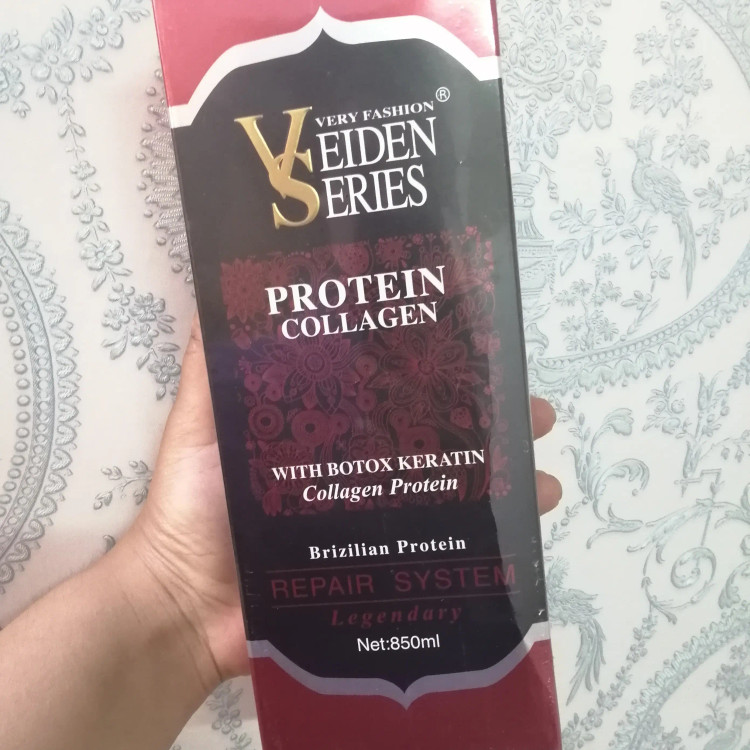 VERY FASHION®
VEIDEN
SERIES
PROTEIN
COLLAGEN
WITH BOTOX KERATIN
Collagen Protein
Brizilian Protein
REPAIR SYSTEM
Legendary
Net:850ml